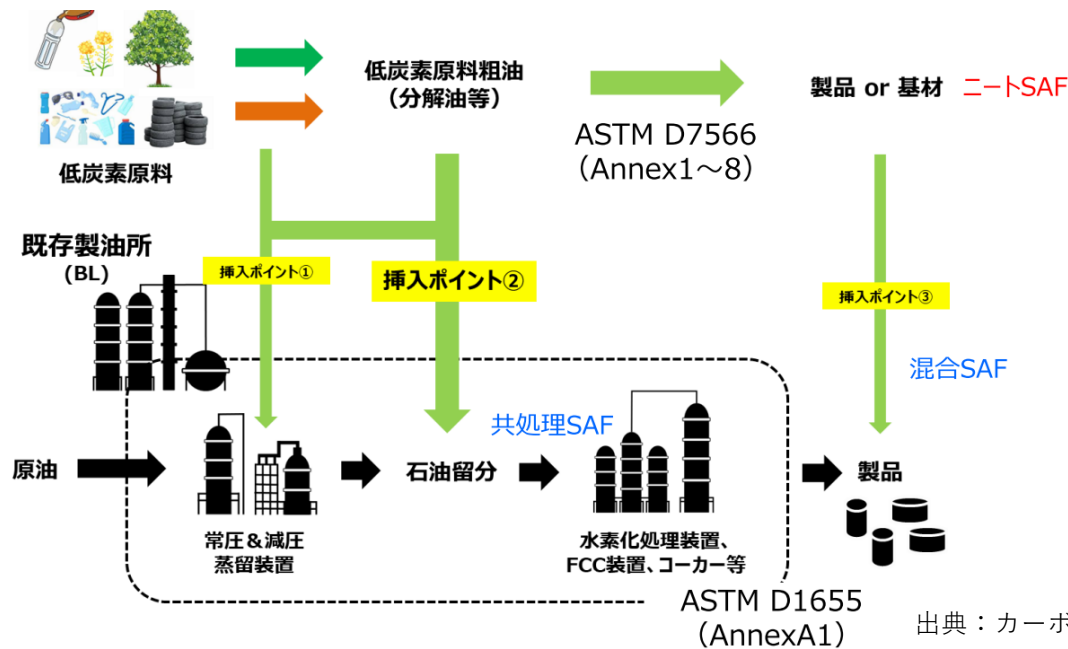 低炭素原料粗油
（分解油等）
製品 or 基材
ニートSAF
ASTM D7566
（Annex1～8）
低炭素原料
既存製油所
(BL)
挿入ポイント①
挿入ポイント②
挿入ポイント③
混合SAF
共処理SAF
原油
石油留分
製品
常圧＆減圧
蒸留装置
水素化処理装置、
FCC装置、コーカー等
ASTM D1655
（AnnexA1）
出典：カーボ